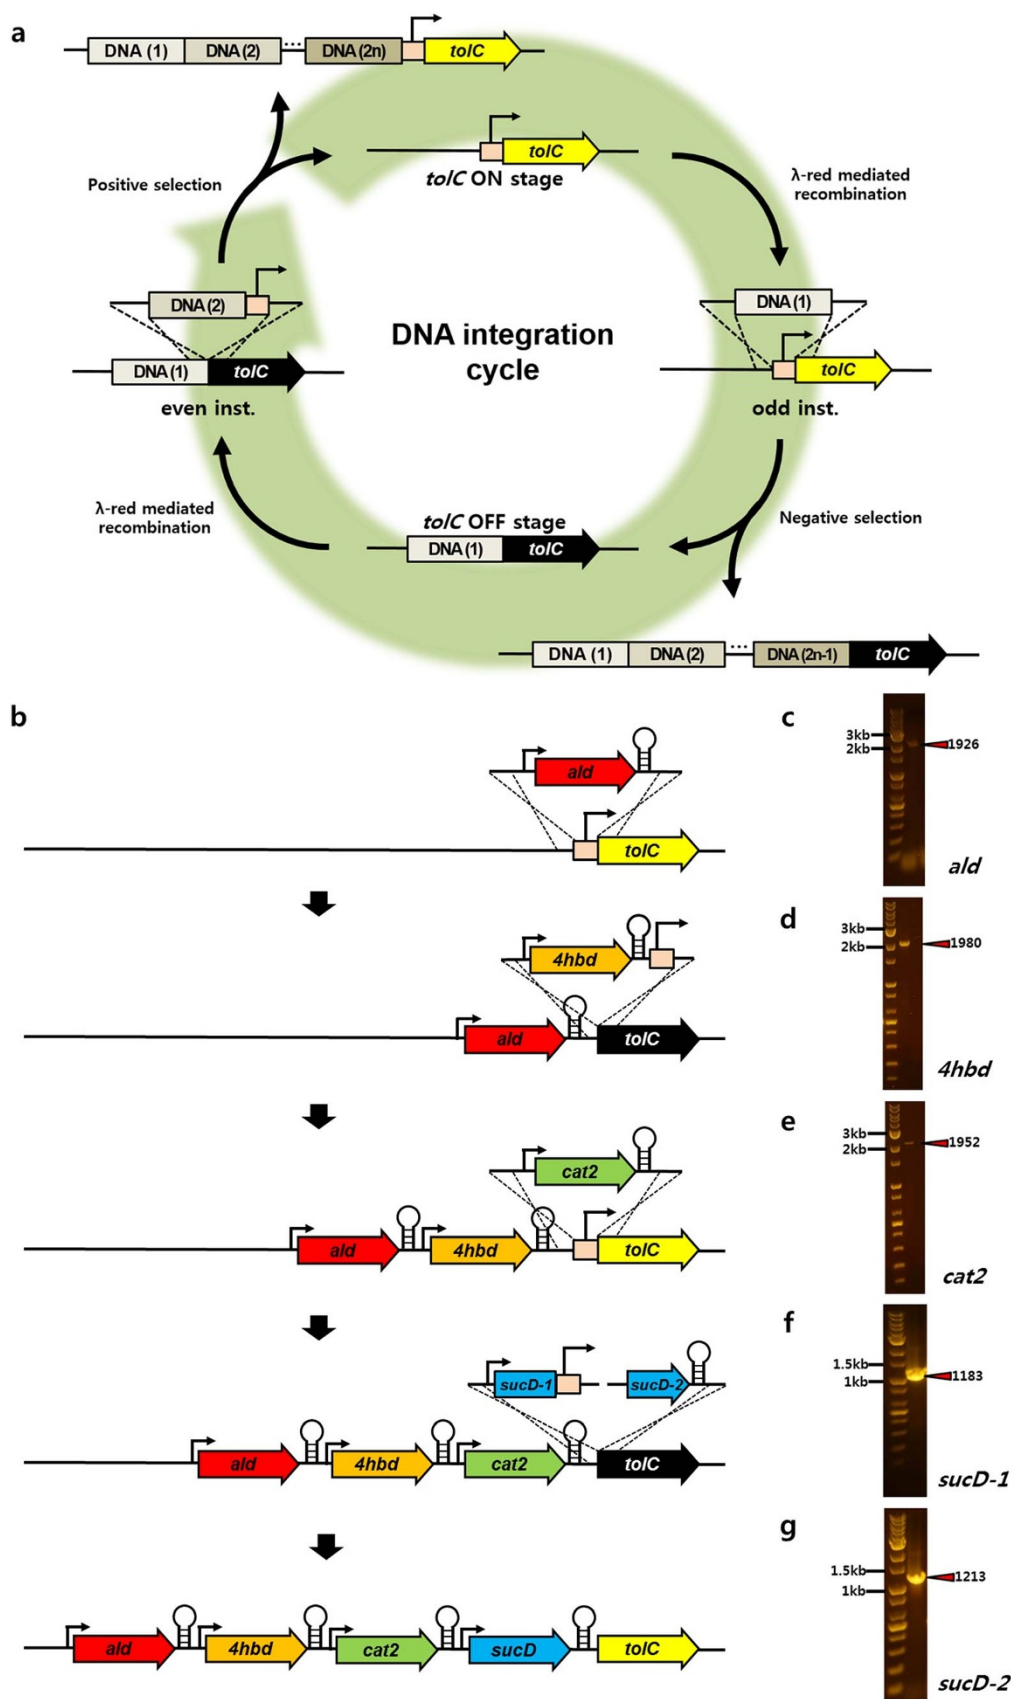 a
DNA (1) DNA (2) ... DNA (2n) tolC
tolC
tolC ON stage
Positive selection
λ-red mediated
recombination
DNA (2)
DNA (1)
DNA integration
cycle
DNA (1) tolC
tolC
even inst.
odd inst.
λ-red mediated
recombination
tolC OFF stage
Negative selection
DNA (1) tolC
DNA (1) DNA (2) ... DNA (2n-1) tolC
b
ald
tolC
4hbd
ald tolC
cat2
ald 4hbd tolC
sucD-1 sucD-2
ald 4hbd cat2 tolC
ald 4hbd cat2 sucD tolC
c
3kb
2kb
1926
ald
d
3kb
2kb
1980
4hbd
e
3kb
2kb
1952
cat2
f
1.5kb
1kb
1183
sucD-1
g
1.5kb
1kb
1213
sucD-2